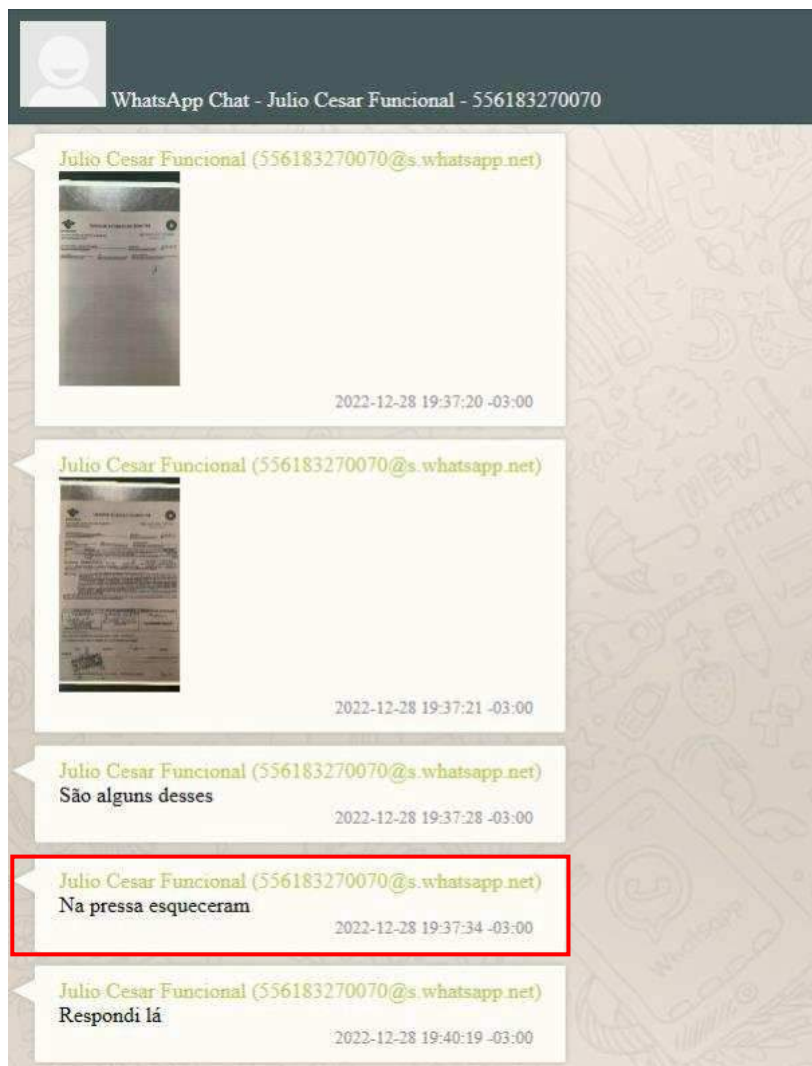 WhatsApp Chat - Julio Cesar Funcional - 556183270070
Julio Cesar Funcional (556183270070@s.whatsapp.net)
2022-12-28 19:37:20 -03:00
Julio Cesar Funcional (556183270070@s.whatsapp.net)
2022-12-28 19:37:21 -03:00
Julio Cesar Funcional (556183270070@s.whatsapp.net)
São alguns desses
2022-12-28 19:37:28 -03:00
Julio Cesar Funcional (556183270070@s.whatsapp.net)
Na pressa esqueceram
2022-12-28 19:37:34 -03:00
Julio Cesar Funcional (556183270070@s.whatsapp.net)
Respondi lá
2022-12-28 19:40:19 -03:00